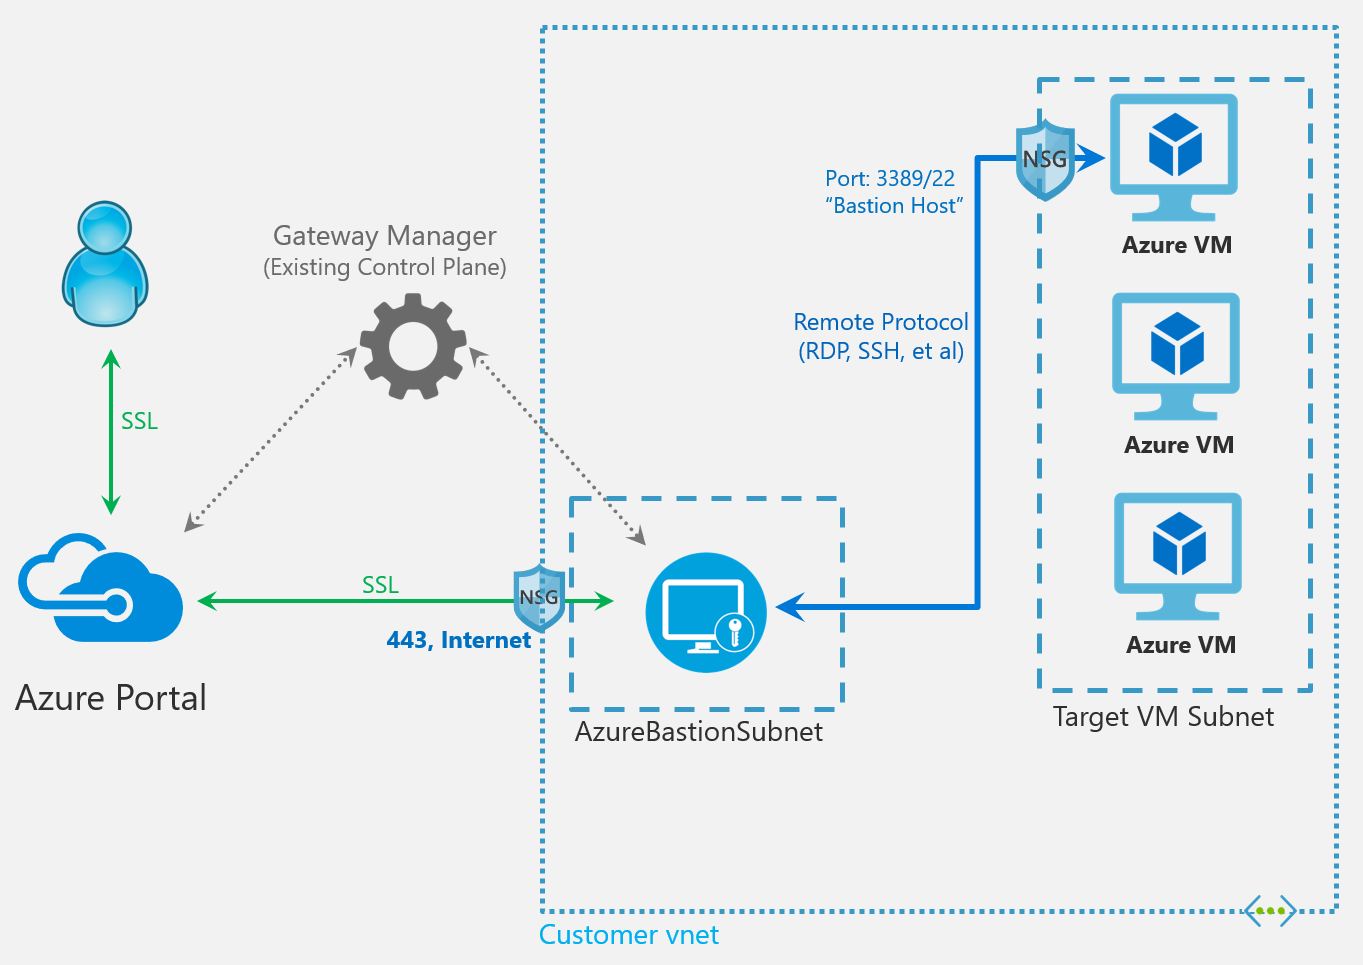 Gateway Manager
(Existing Control Plane)
SSL
Azure Portal
SSL
NSG
443, Internet
AzureBastionSubnet
Port: 3389/22
“Bastion Host”
Remote Protocol
(RDP, SSH, et al)
NSG
Azure VM
Azure VM
Azure VM
Target VM Subnet
Customer vnet